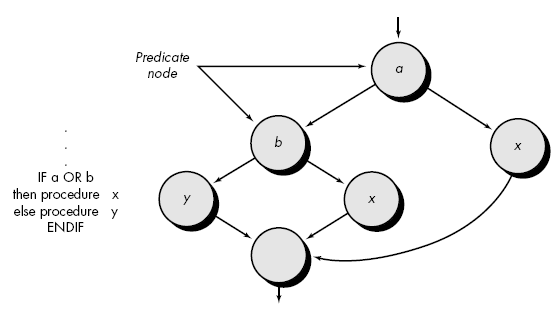 Predicate
node
a
b
x
y
x
.
.
.
IF a OR b
then procedure x
else procedure y
ENDIF